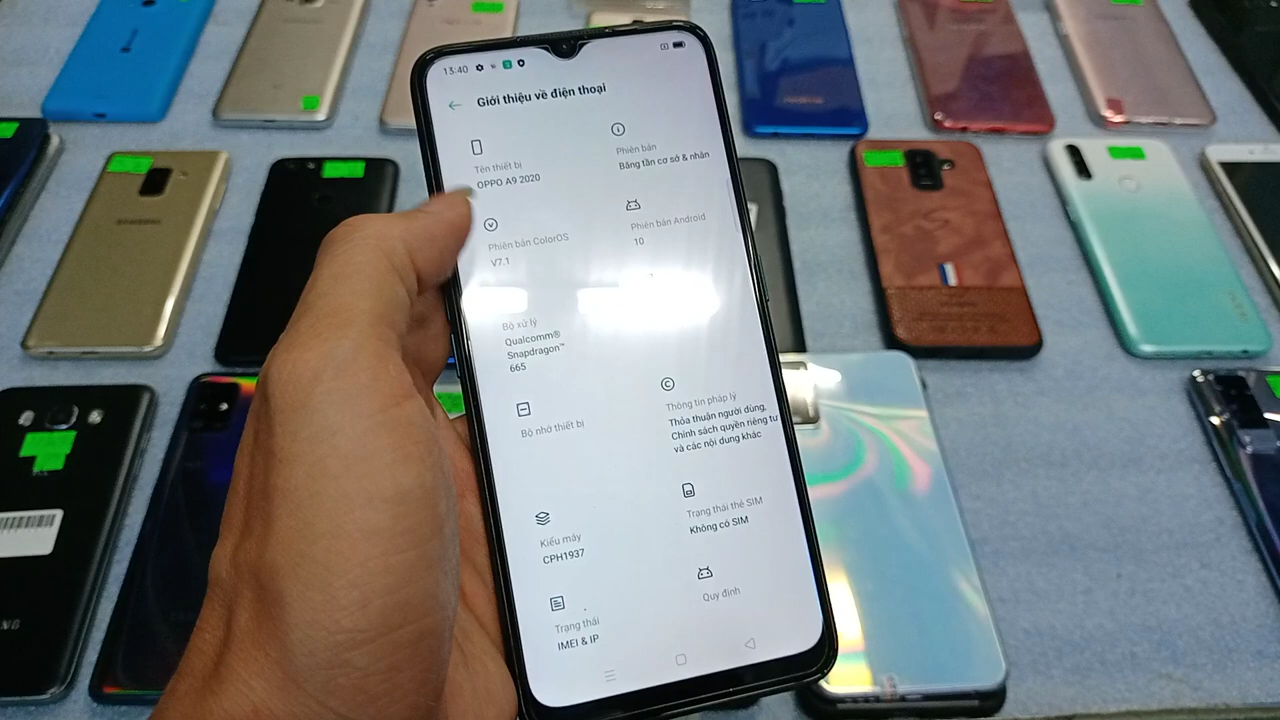 13:40
Giới thiệu về điện thoại
Tên thiết bị
OPPO A9 2020
Phiên bản
Băng tần cơ sở & nhân
Phiên bản ColorOS
V7.1
Phiên bản Android
10
Bộ xử lý
Qualcomm®
Snapdragon™
665
Bộ nhớ thiết bị
Thông tin pháp lý
Thỏa thuận người dùng,
Chính sách quyền riêng tư
và các nội dung khác
Kiểu máy
CPH1937
Trạng thái thẻ SIM
Không có SIM
Trạng thái
IMEI & IP
Quy định
SAMSUNG
NG